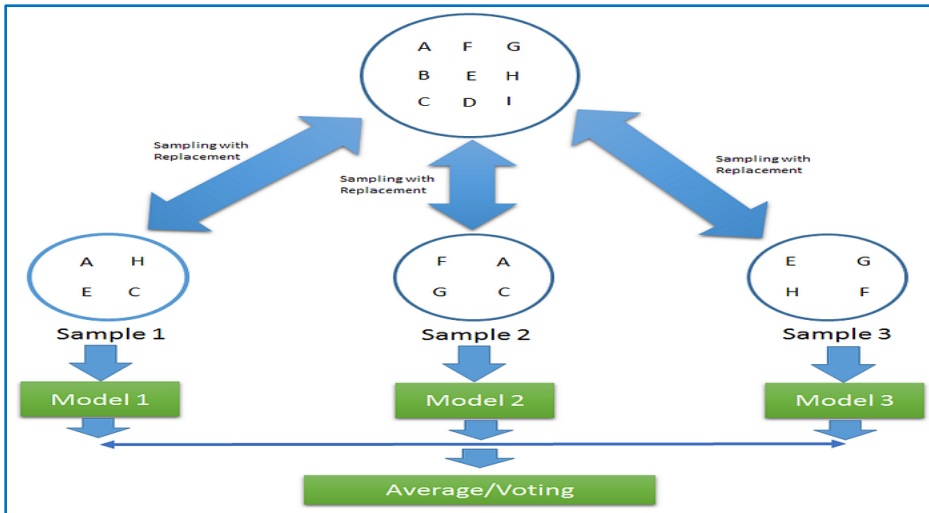 A F G
B E H
C D I
Sampling with
Replacement
Sampling with
Replacement
Sampling with
Replacement
A H
E C
F A
G C
E G
H F
Sample 1
Sample 2
Sample 3
Model 1
Model 2
Model 3
Average/Voting